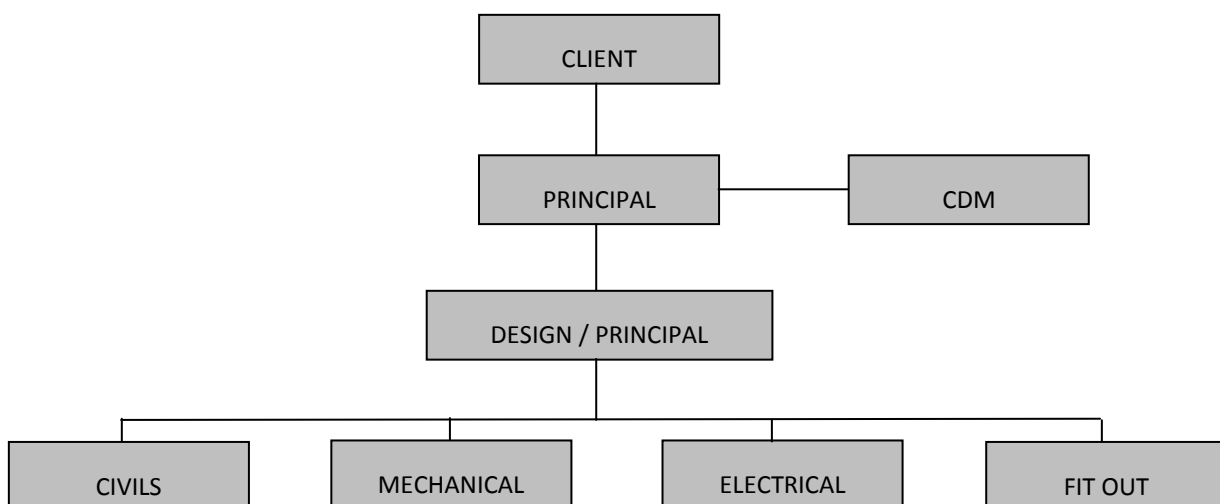 CLIENT
PRINCIPAL
CDM
DESIGN / PRINCIPAL
CIVILS
MECHANICAL
ELECTRICAL
FIT OUT